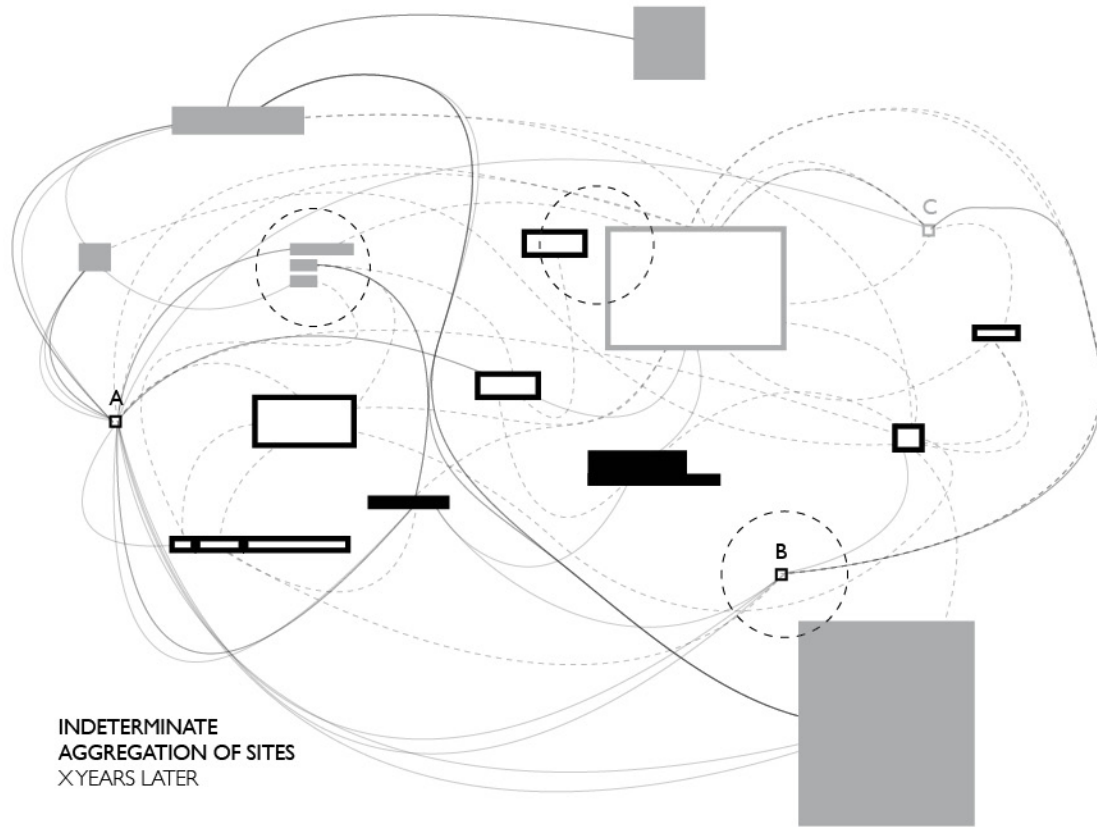 C
A
B
INDETERMINATE
AGGREGATION OF SITES
X YEARS LATER